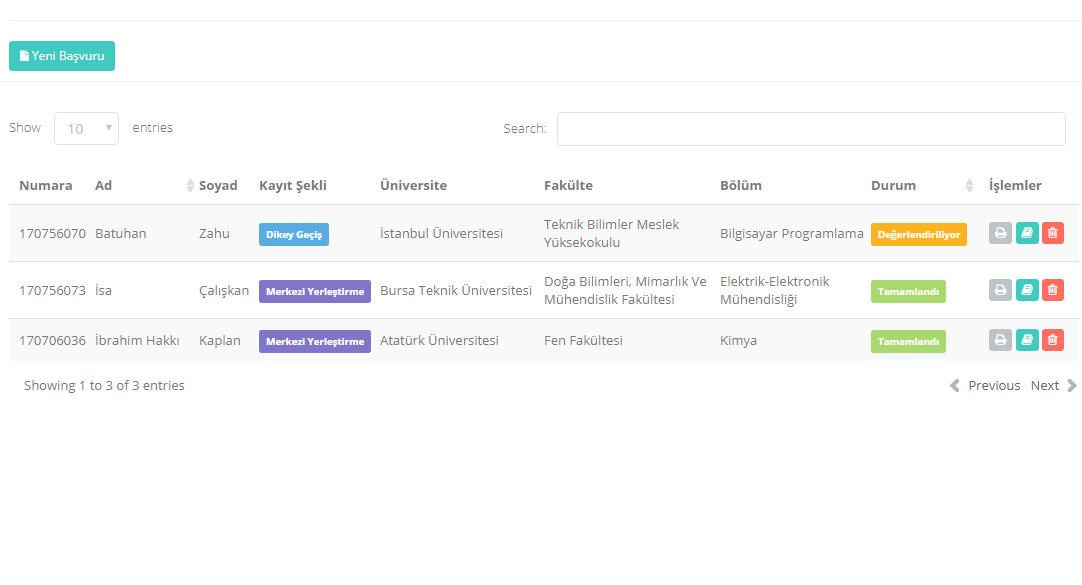 Yeni Başvuru
Show 10 entries Search:
Numara Ad Soyad Kayıt Şekli Üniversite Fakülte Bölüm Durum İşlemler
170756070 Batuhan Zahu Dikey Geçiş İstanbul Üniversitesi Teknik Bilimler Meslek Yüksekokulu Bilgisayar Programlama Değerlendiriliyor
170756073 İsa Çalışkan Merkezi Yerleştirme Bursa Teknik Üniversitesi Doğa Bilimleri, Mimarlık Ve Mühendislik Fakültesi Elektrik-Elektronik Mühendisliği Tamamlandı
170706036 İbrahim Hakkı Kaplan Merkezi Yerleştirme Atatürk Üniversitesi Fen Fakültesi Kimya Tamamlandı
Showing 1 to 3 of 3 entries Previous Next